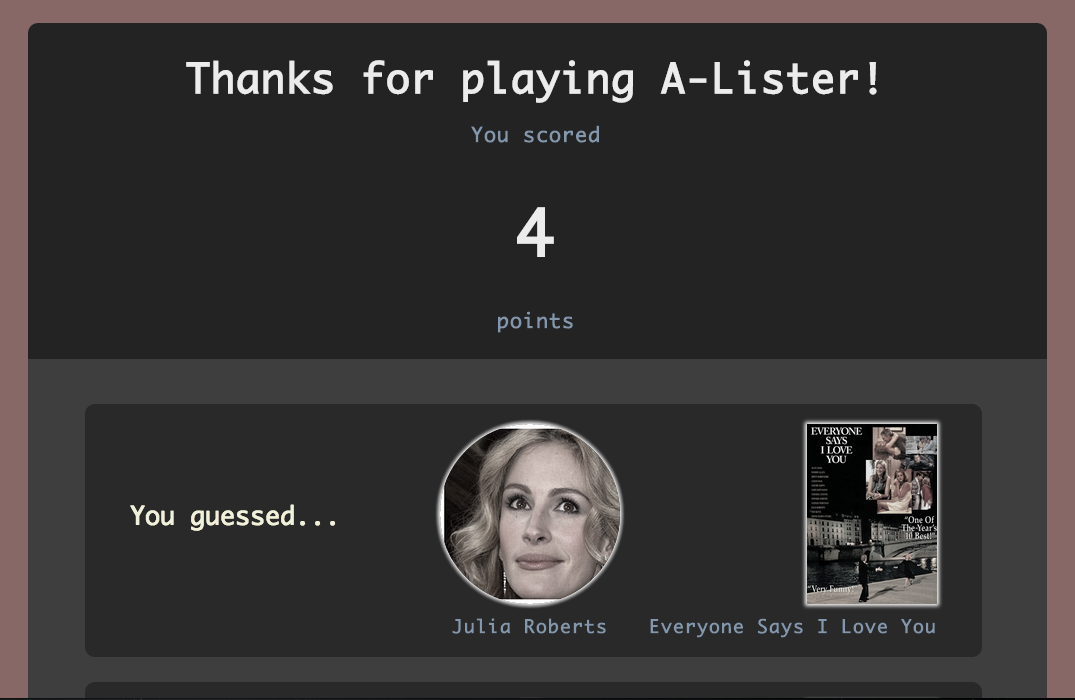 Thanks for playing A-Lister!
You scored
4
points
You guessed...
EVERYONE
SAYS
I LOVE
YOU
"One Of
The Year's
10 Best!"
"Very Funny!"
Julia Roberts
Everyone Says I Love You